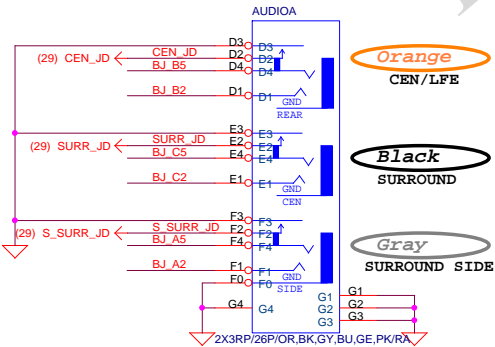 AUDIOA
D3 D3
(29) CEN_JD CEN_JD D2 D2
BJ_B5 D4 D4
BJ_B2 D1 D1
GND
REAR
Orange
CEN/LFE
E3 E3
(29) SURR_JD SURR_JD E2 E2
BJ_C5 E4 E4
BJ_C2 E1 E1
GND
CEN
Black
SURROUND
F3 F3
(29) S_SURR_JD S_SURR_JD F2 F2
BJ_A5 F4 F4
BJ_A2 F1 F1
GND
F0 F0
SIDE
Gray
SURROUND SIDE
G4 G4
G1 G1
G2 G2
G3 G3
2X3RP/26P/OR,BK,GY,BU,GE,PK/RA